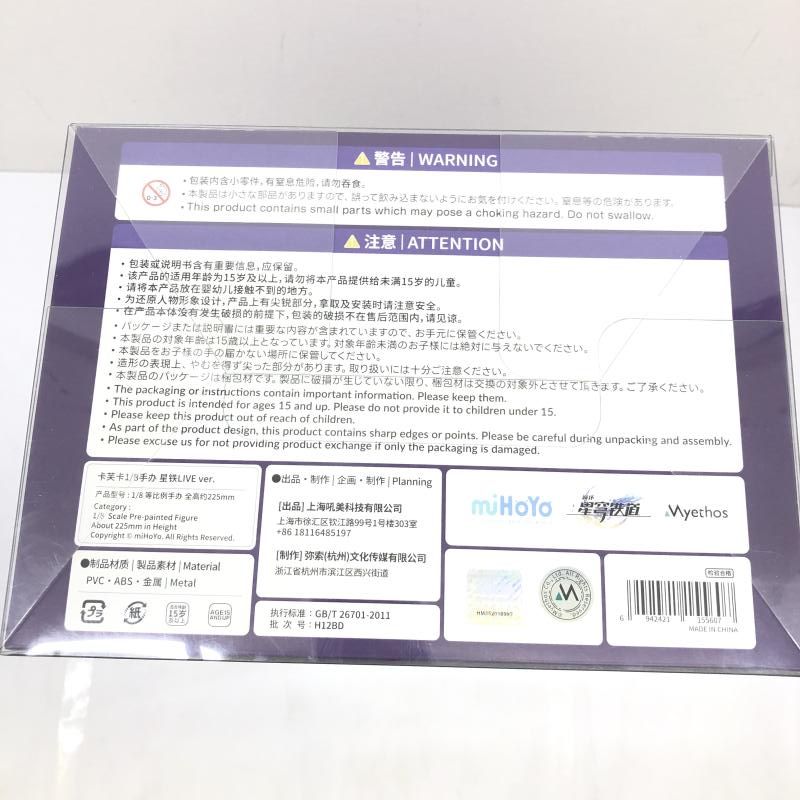 警告 | WARNING
0-3
・包装内含小零件，有窒息危险，请勿吞食。
・本製品は小さな部品がありますので、誤って飲み込まないようにお気を付けください。窒息等の危険があります。
・This product contains small parts which may pose a choking hazard. Do not swallow.
注意 | ATTENTION
・包装或说明书含有重要信息，应保留。
・该产品的适用年龄为15岁及以上，请勿将本产品提供给未满15岁的儿童。
・请将本产品放在婴幼儿接触不到的地方。
・为还原人物形象设计，产品上有尖锐部分，拿取及安装时请注意安全。
・在产品本体没有发生破损的前提下，包装的破损不在售后范围内，请见谅。
・パッケージまたは説明書には重要な内容が含まれていますので、お手元に保管ください。
・本製品の対象年齢は15歳以上となっています。対象年齢未満のお子様には絶対に与えないでください。
・本製品をお子様の手の届かない場所に保管してください。
・造形の表現上、やむを得ず尖った部分があります。取り扱いには十分ご注意ください。
・本製品のパッケージは梱包材です。製品に破損が生じていない限り、梱包材は交換の対象外とさせて頂きます。ご了承ください。
・The packaging or instructions contain important information. Please keep them.
・This product is intended for ages 15 and up. Please do not provide it to children under 15.
・Please keep this product out of reach of children.
・As part of the product design, this product contains sharp edges or points. Please be careful during unpacking and assembly.
・Please excuse us for not providing product exchange if only the packaging is damaged.
卡芙卡1/8手办 星铁LIVE ver.
产品型号：1/8 等比例手办 全高约225mm
Category :
1/8 Scale Pre-painted Figure
About 225mm in Height
Copyright © miHoYo. All Rights Reserved.
●制品材质 | 製品素材 | Material
PVC・ABS・金属 | Metal
プラ
紙
対象年齢
15才
以上
AGE15
ANDUP
●出品・制作 | 企画・制作 | Planning
[出品] 上海吼美科技有限公司
上海市徐汇区钦江路99号1号楼303室
+86 18116485197
[制作] 弥索(杭州)文化传媒有限公司
浙江省杭州市滨江区西兴街道
执行标准：GB/T 26701-2011
批 次 号：H12BD
miHoYo
崩坏
星穹铁道
Myethos
检验合格
6 942421 155607
MADE IN CHINA